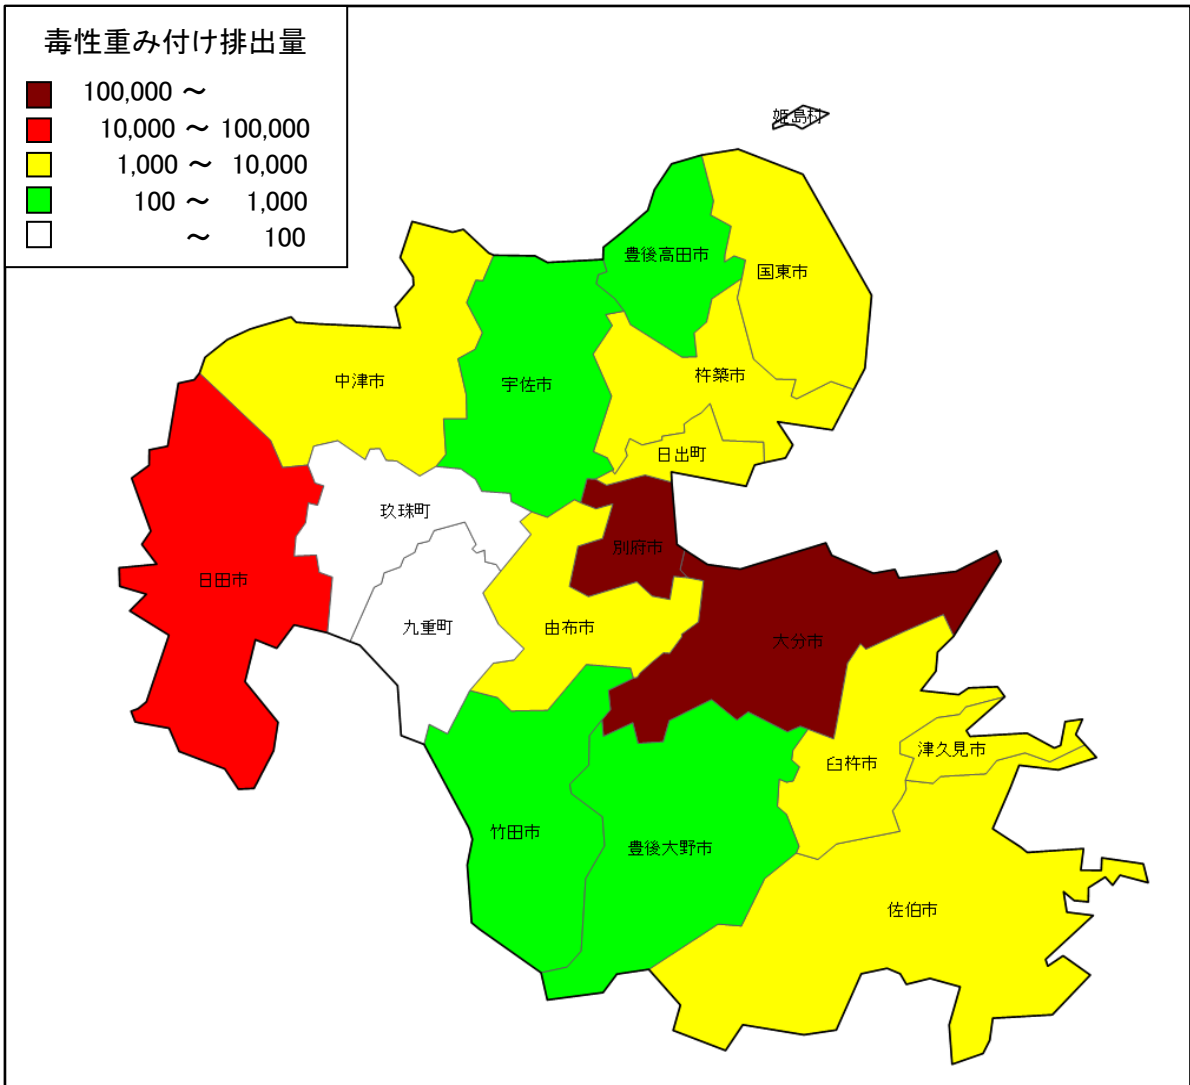 毒性重み付け排出量
100,000 ～
10,000 ～ 100,000
1,000 ～ 10,000
100 ～ 1,000
～ 100
姫島村
豊後高田市
国東市
中津市
宇佐市
杵築市
日出町
玖珠町
別府市
日田市
九重町
由布市
大分市
津久見市
臼杵市
竹田市
豊後大野市
佐伯市